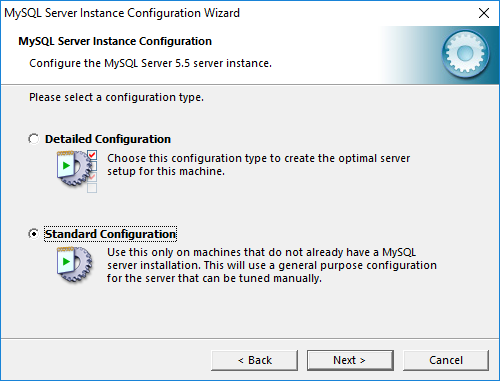 MySQL Server Instance Configuration Wizard
MySQL Server Instance Configuration
Configure the MySQL Server 5.5 server instance.
Please select a configuration type.
Detailed Configuration
Choose this configuration type to create the optimal server
setup for this machine.
Standard Configuration
Use this only on machines that do not already have a MySQL
server installation. This will use a general purpose configuration
for the server that can be tuned manually.
< Back
Next >
Cancel